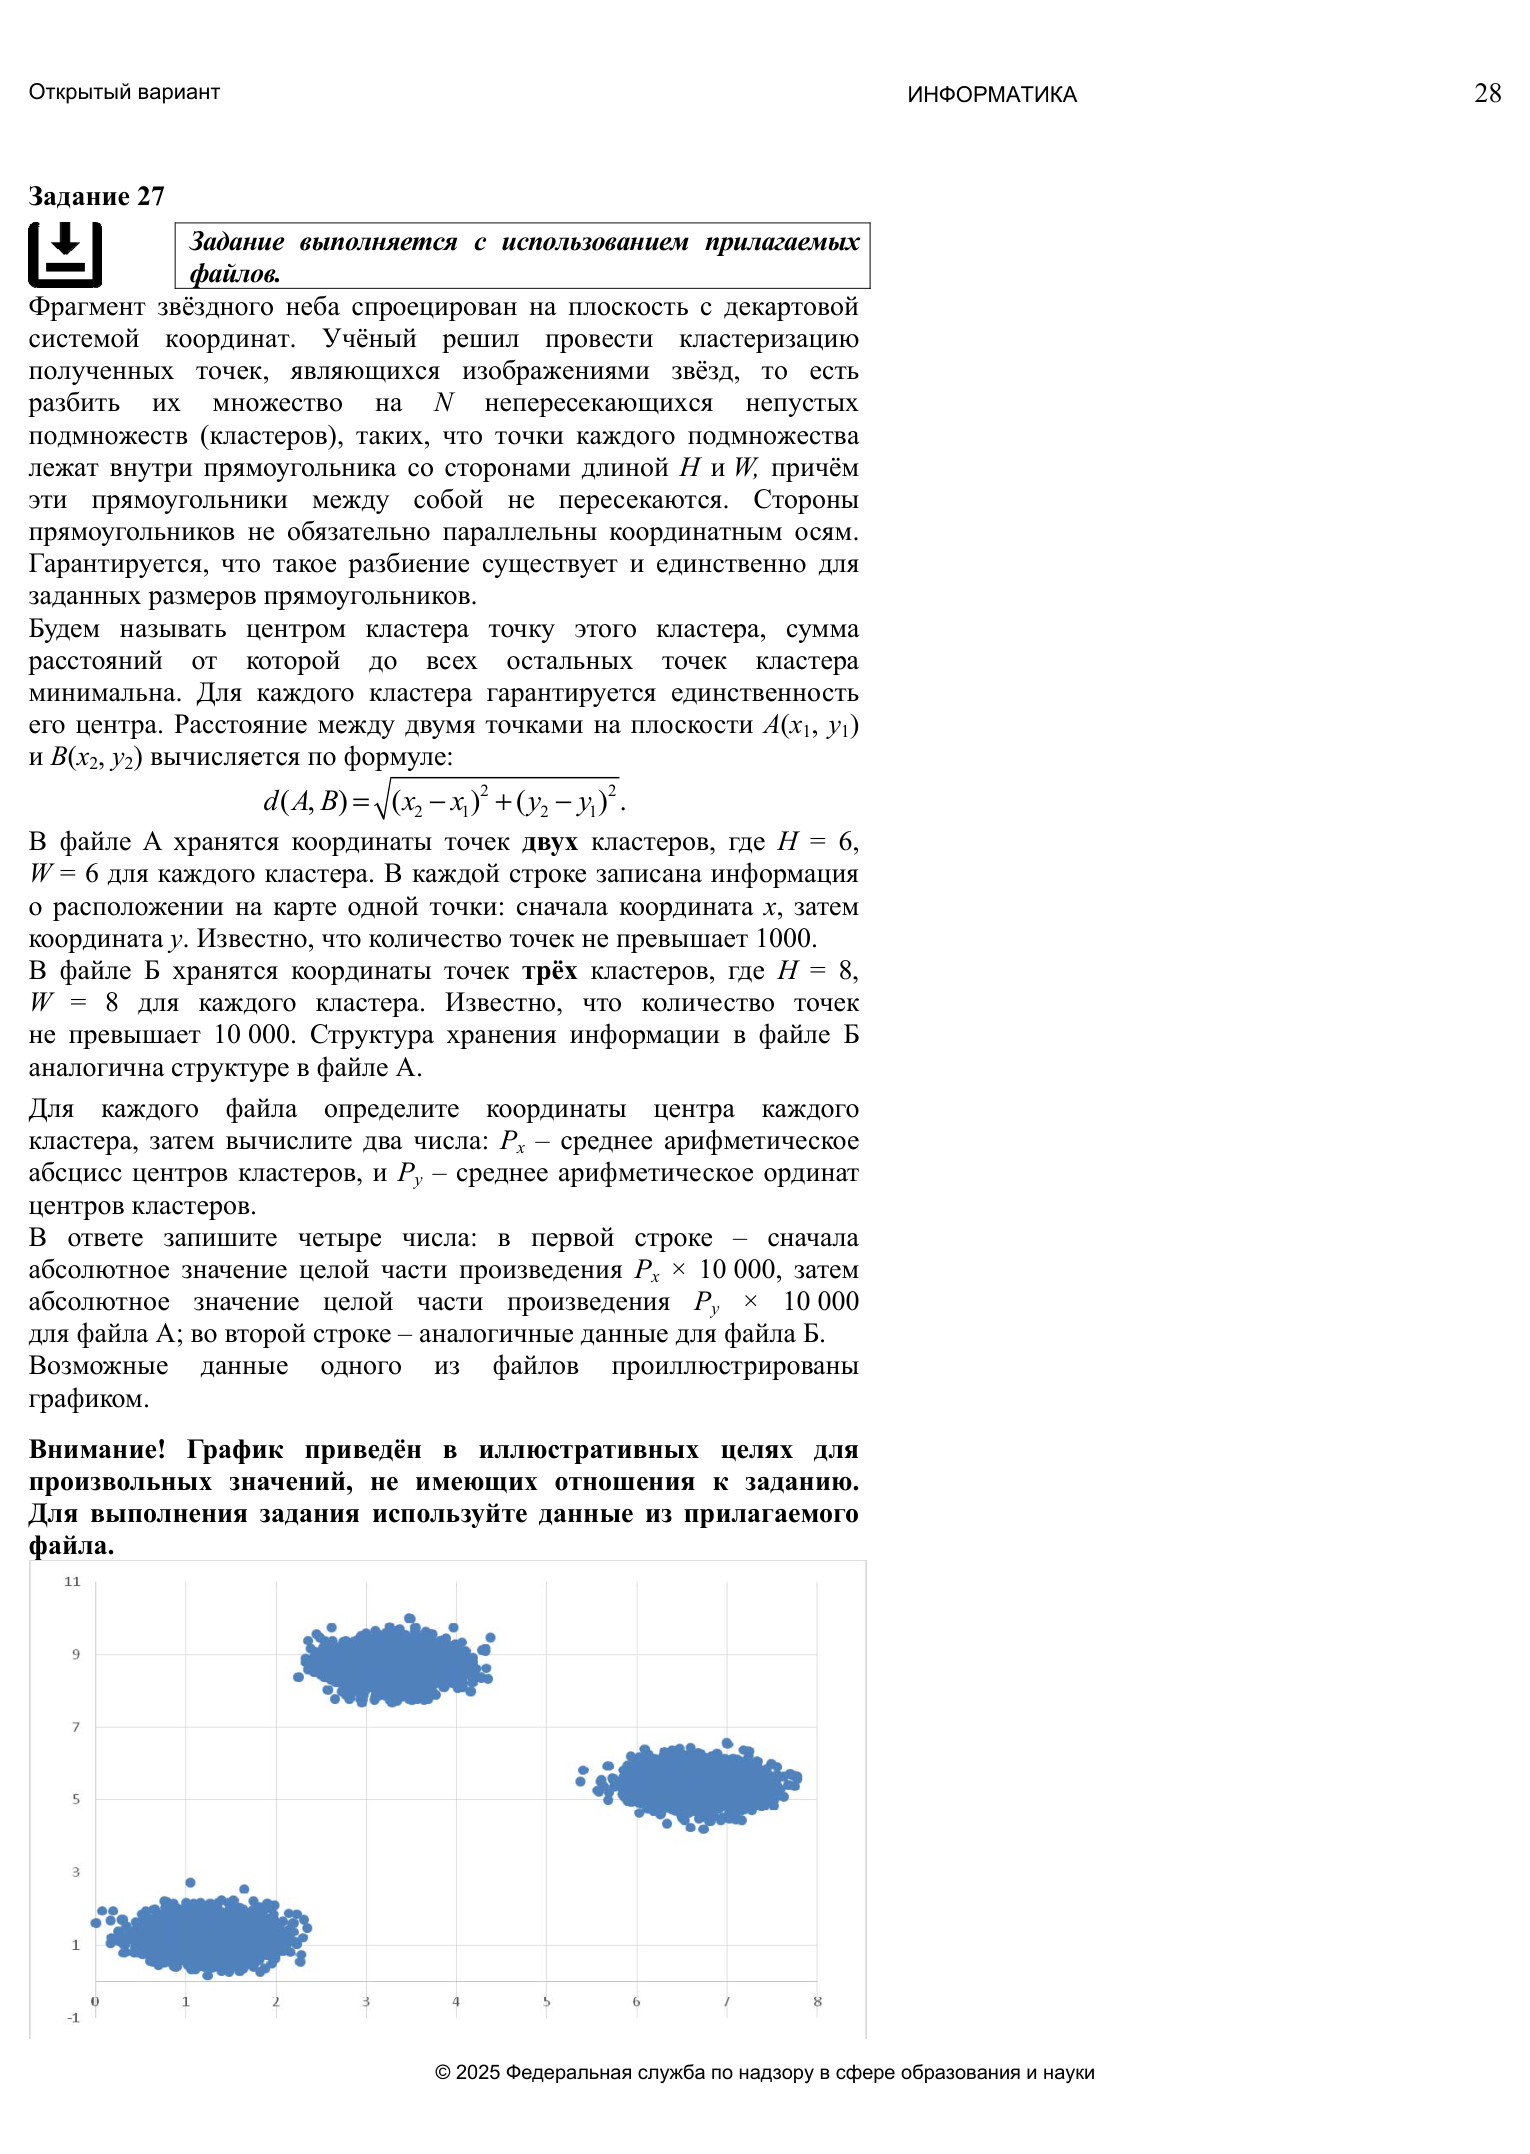 Открытый вариант
ИНФОРМАТИКА
28
Задание 27
Задание выполняется с использованием прилагаемых
файлов.
Фрагмент звёздного неба спроецирован на плоскость с декартовой
системой координат. Учёный решил провести кластеризацию
полученных точек, являющихся изображениями звёзд, то есть
разбить их множество на N непересекающихся непустых
подмножеств (кластеров), таких, что точки каждого подмножества
лежат внутри прямоугольника со сторонами длиной H и W, причём
эти прямоугольники между собой не пересекаются. Стороны
прямоугольников не обязательно параллельны координатным осям.
Гарантируется, что такое разбиение существует и единственно для
заданных размеров прямоугольников.
Будем называть центром кластера точку этого кластера, сумма
расстояний от которой до всех остальных точек кластера
минимальна. Для каждого кластера гарантируется единственность
его центра. Расстояние между двумя точками на плоскости A(x₁, y₁)
и B(x₂, y₂) вычисляется по формуле:
d(A, B) = √(x₂ − x₁)² + (y₂ − y₁)².
В файле А хранятся координаты точек двух кластеров, где H = 6,
W = 6 для каждого кластера. В каждой строке записана информация
о расположении на карте одной точки: сначала координата x, затем
координата y. Известно, что количество точек не превышает 1000.
В файле Б хранятся координаты точек трёх кластеров, где H = 8,
W = 8 для каждого кластера. Известно, что количество точек
не превышает 10 000. Структура хранения информации в файле Б
аналогична структуре в файле А.
Для каждого файла определите координаты центра каждого
кластера, затем вычислите два числа: Pₓ – среднее арифметическое
абсцисс центров кластеров, и Py – среднее арифметическое ординат
центров кластеров.
В ответе запишите четыре числа: в первой строке – сначала
абсолютное значение целой части произведения Pₓ × 10 000, затем
абсолютное значение целой части произведения Py × 10 000
для файла А; во второй строке – аналогичные данные для файла Б.
Возможные данные одного из файлов проиллюстрированы
графиком.
Внимание! График приведён в иллюстративных целях для
произвольных значений, не имеющих отношения к заданию.
Для выполнения задания используйте данные из прилагаемого
файла.
11
9
7
5
3
1
0 1 2 3 4 5 6 7 8
-1
© 2025 Федеральная служба по надзору в сфере образования и науки